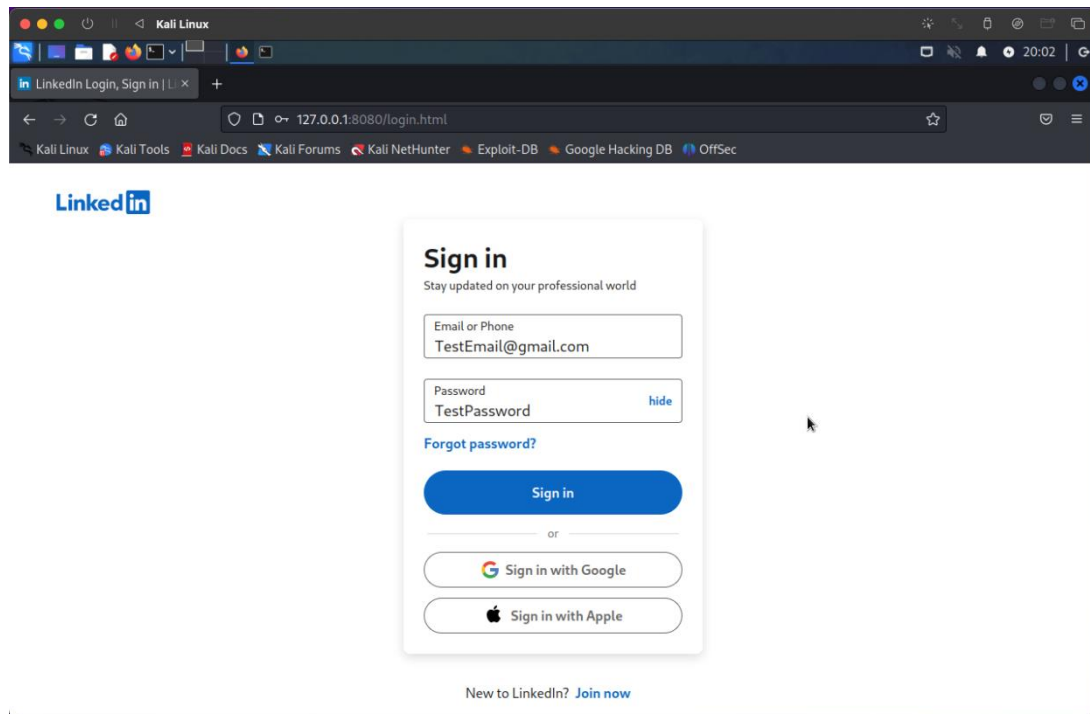 Kali Linux
20:02
LinkedIn Login, Sign in | Li
127.0.0.1:8080/login.html
Kali Linux Kali Tools Kali Docs Kali Forums Kali NetHunter Exploit-DB Google Hacking DB OffSec
Linked in
Sign in
Stay updated on your professional world
Email or Phone
TestEmail@gmail.com
Password
TestPassword
hide
Forgot password?
Sign in
or
Sign in with Google
Sign in with Apple
New to LinkedIn? Join now